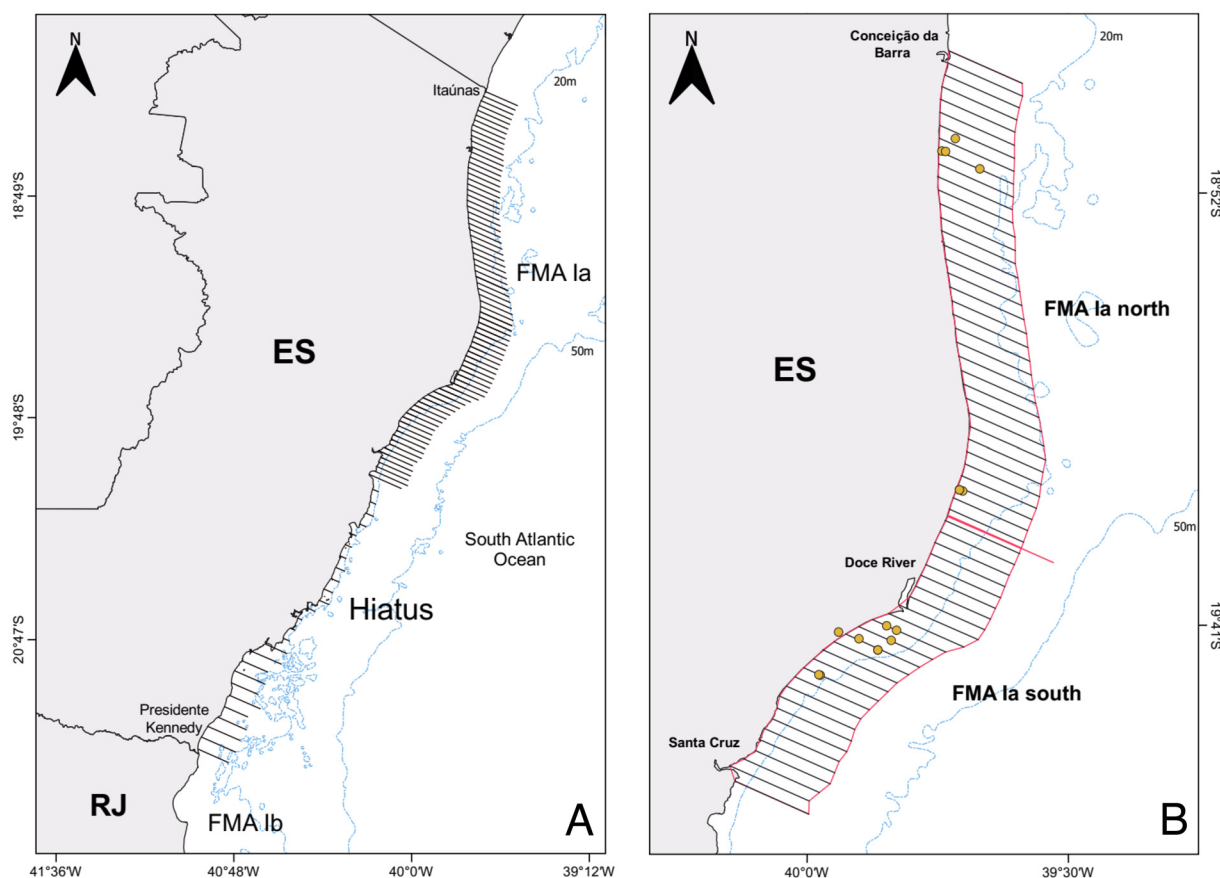 N
Itaúnas
20m
18°49'S
FMA Ia
ES
50m
19°48'S
South Atlantic
Ocean
Hiatus
20°47'S
Presidente
Kennedy
RJ
FMA Ib
A
41°36'W
40°48'W
40°0'W
39°12'W
N
Conceição da
Barra
20m
18°52'S
FMA Ia north
ES
50m
Doce River
19°41'S
FMA Ia south
Santa Cruz
B
40°0'W
39°30'W